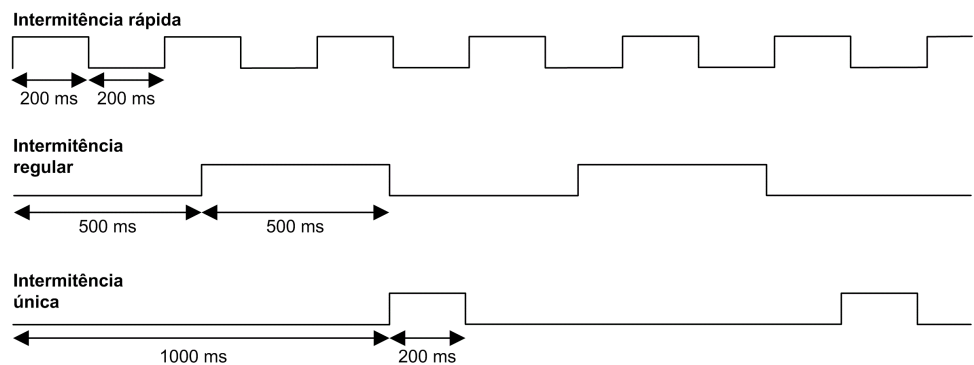 Intermitência rápida
200 ms 200 ms
Intermitência
regular
500 ms 500 ms
Intermitência
única
1000 ms 200 ms